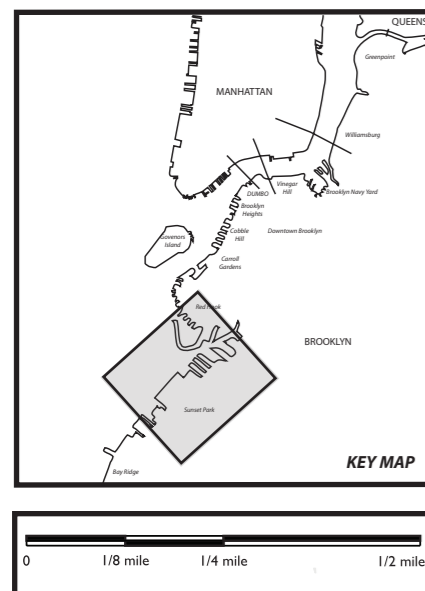 QUEENS
Greenpoint
MANHATTAN
Williamsburg
Vinegar
Hill
DUMBO
Brooklyn Navy Yard
Brooklyn
Heights
Cobble
Hill
Downtown Brooklyn
Govenors
Island
Carroll
Gardens
Red Hook
BROOKLYN
Sunset Park
KEY MAP
Bay Ridge
0 1/8 mile 1/4 mile 1/2 mile